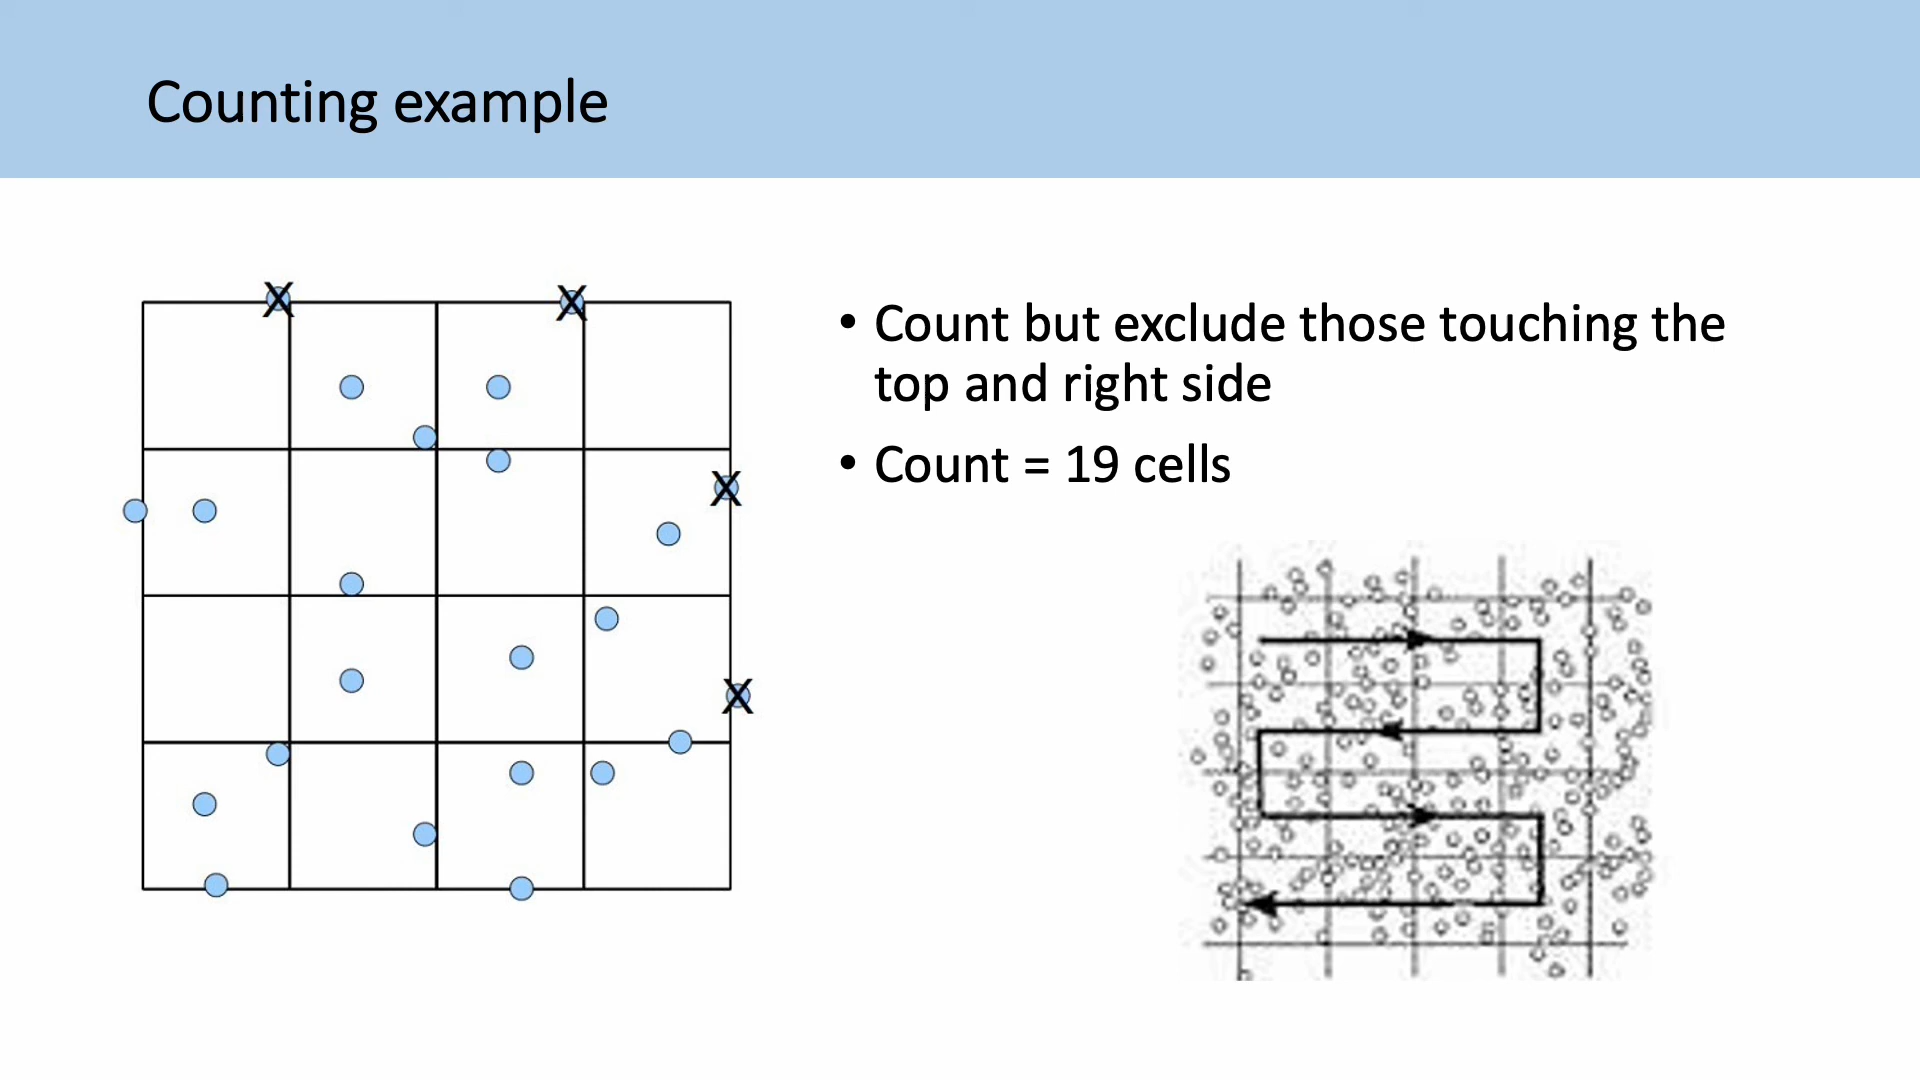 Counting example
X X
X
X
• Count but exclude those touching the
top and right side
• Count = 19 cells